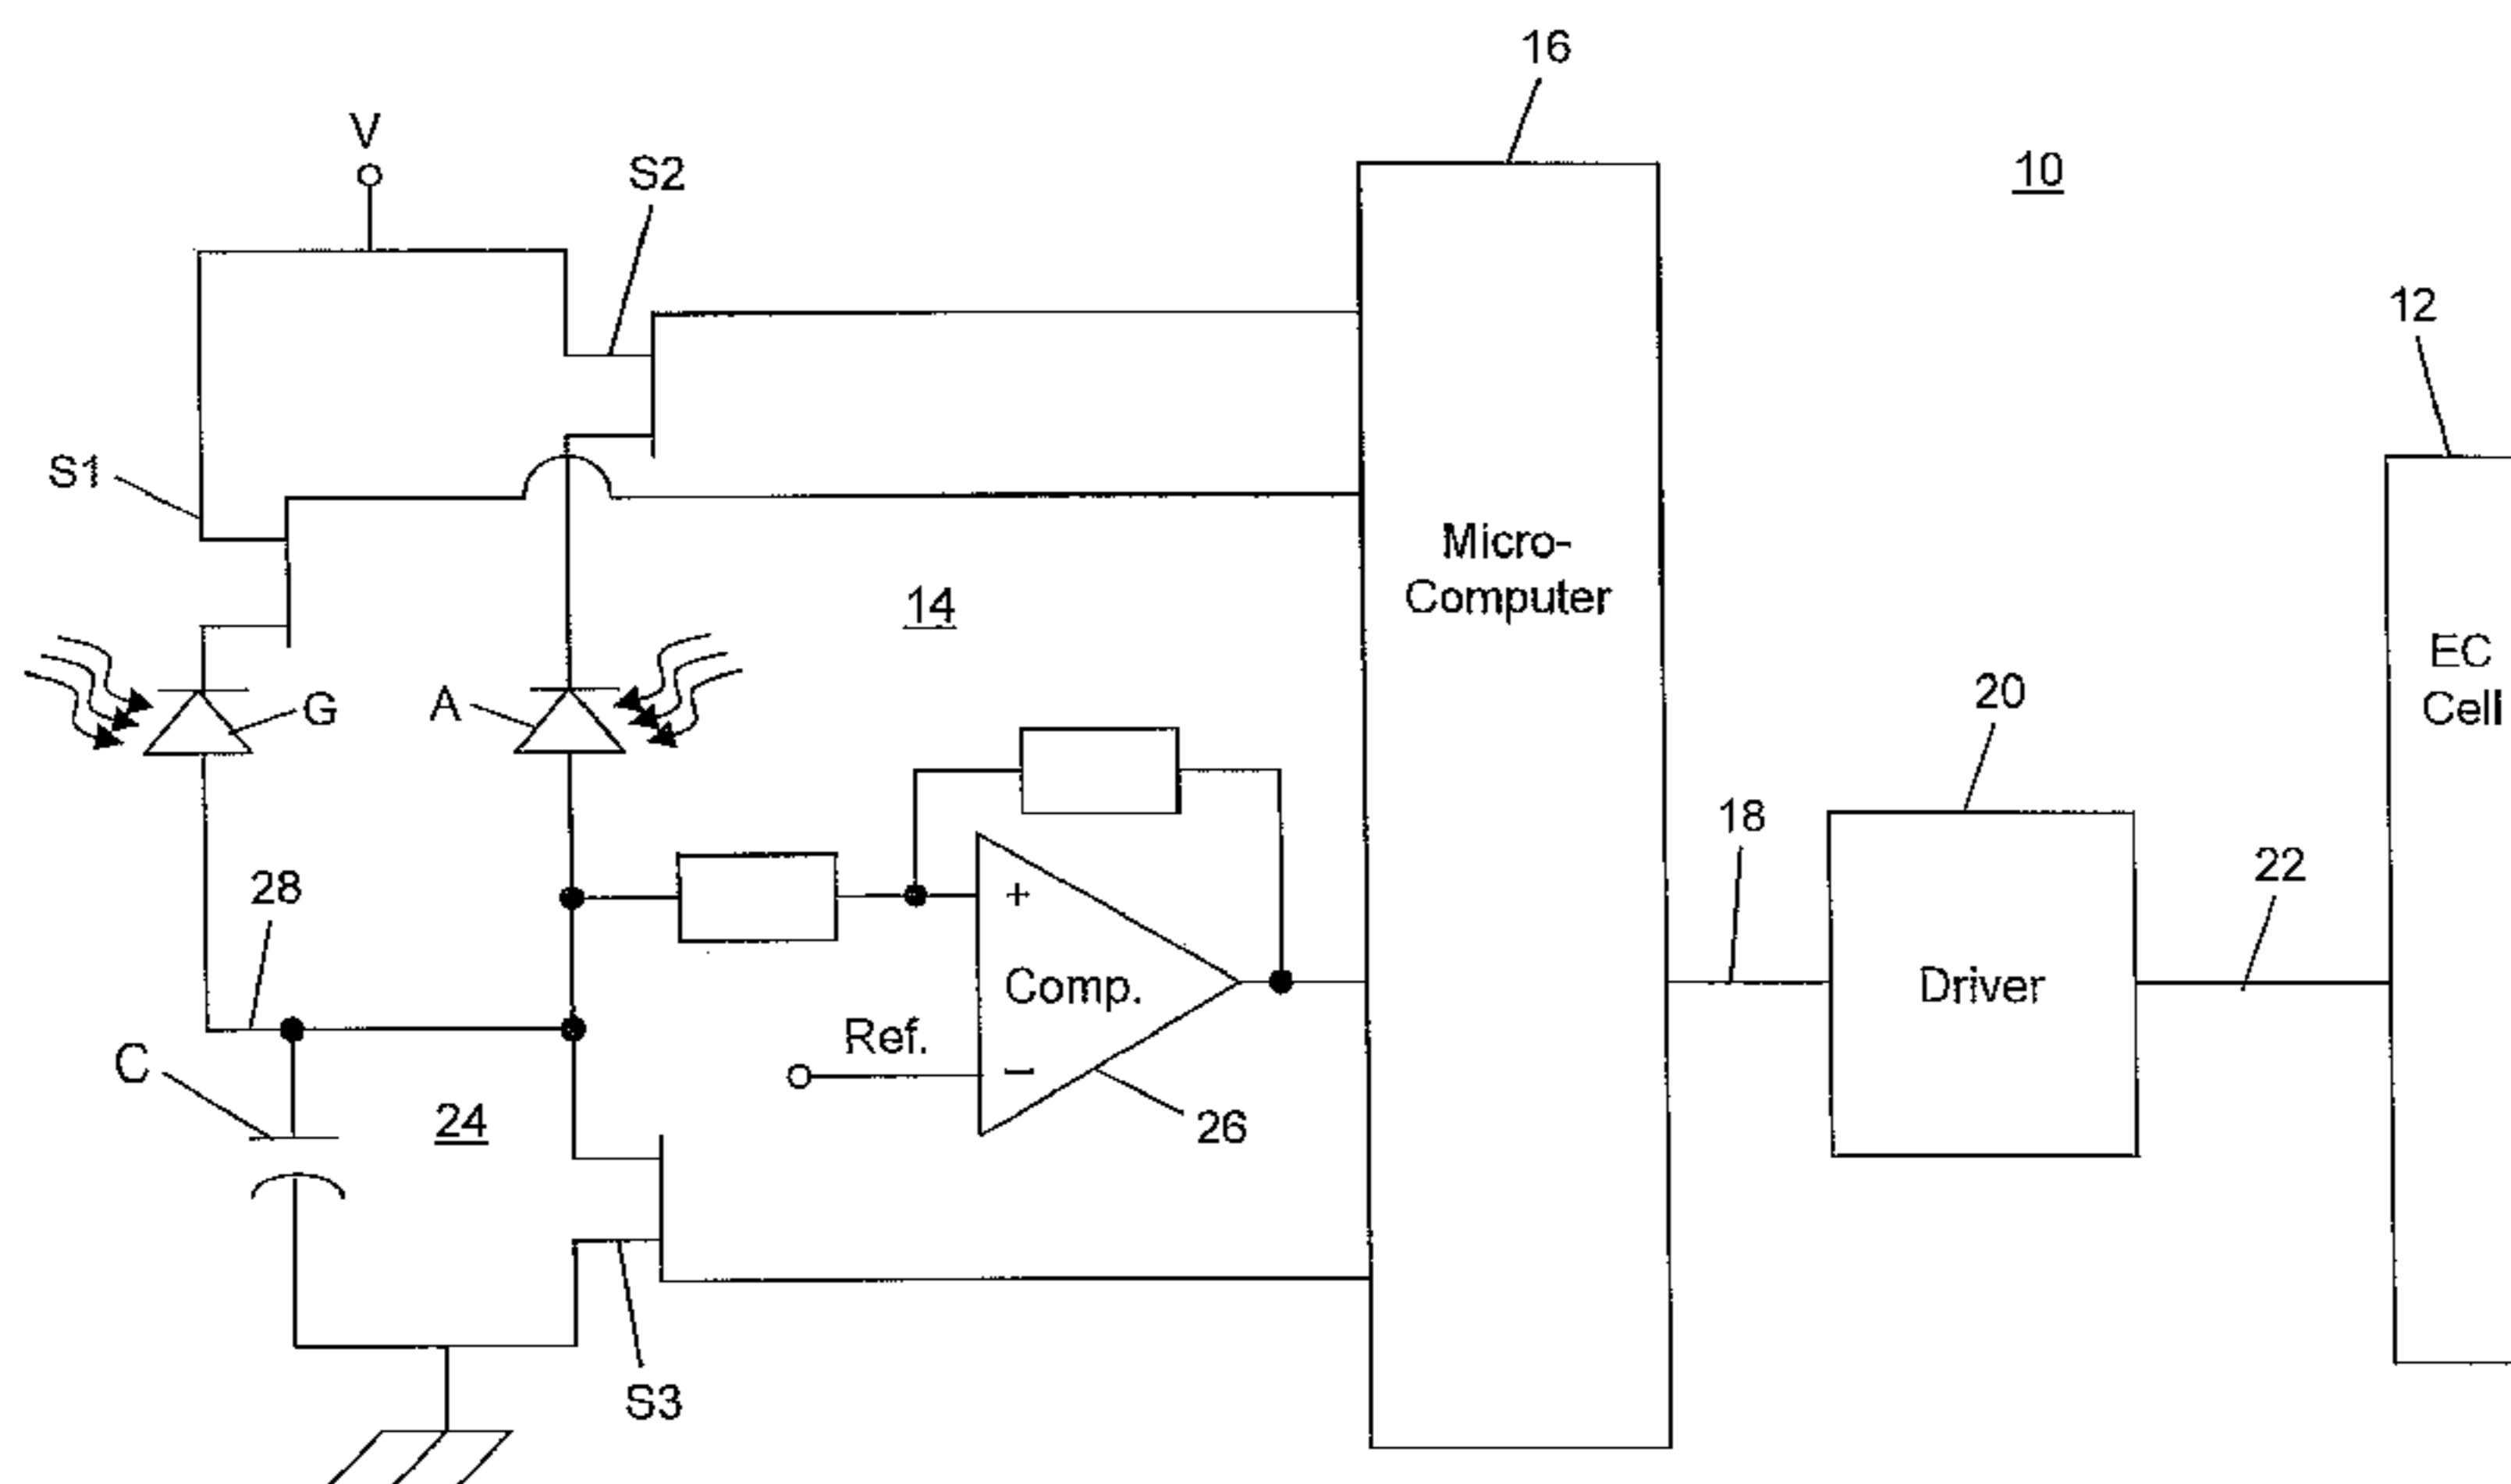 16
V
S2
10
12
S1
Micro-
Computer
14
EC
Cell
G
A
20
18
22
28
+
Comp.
Driver
Ref.
C
–
24
26
S3